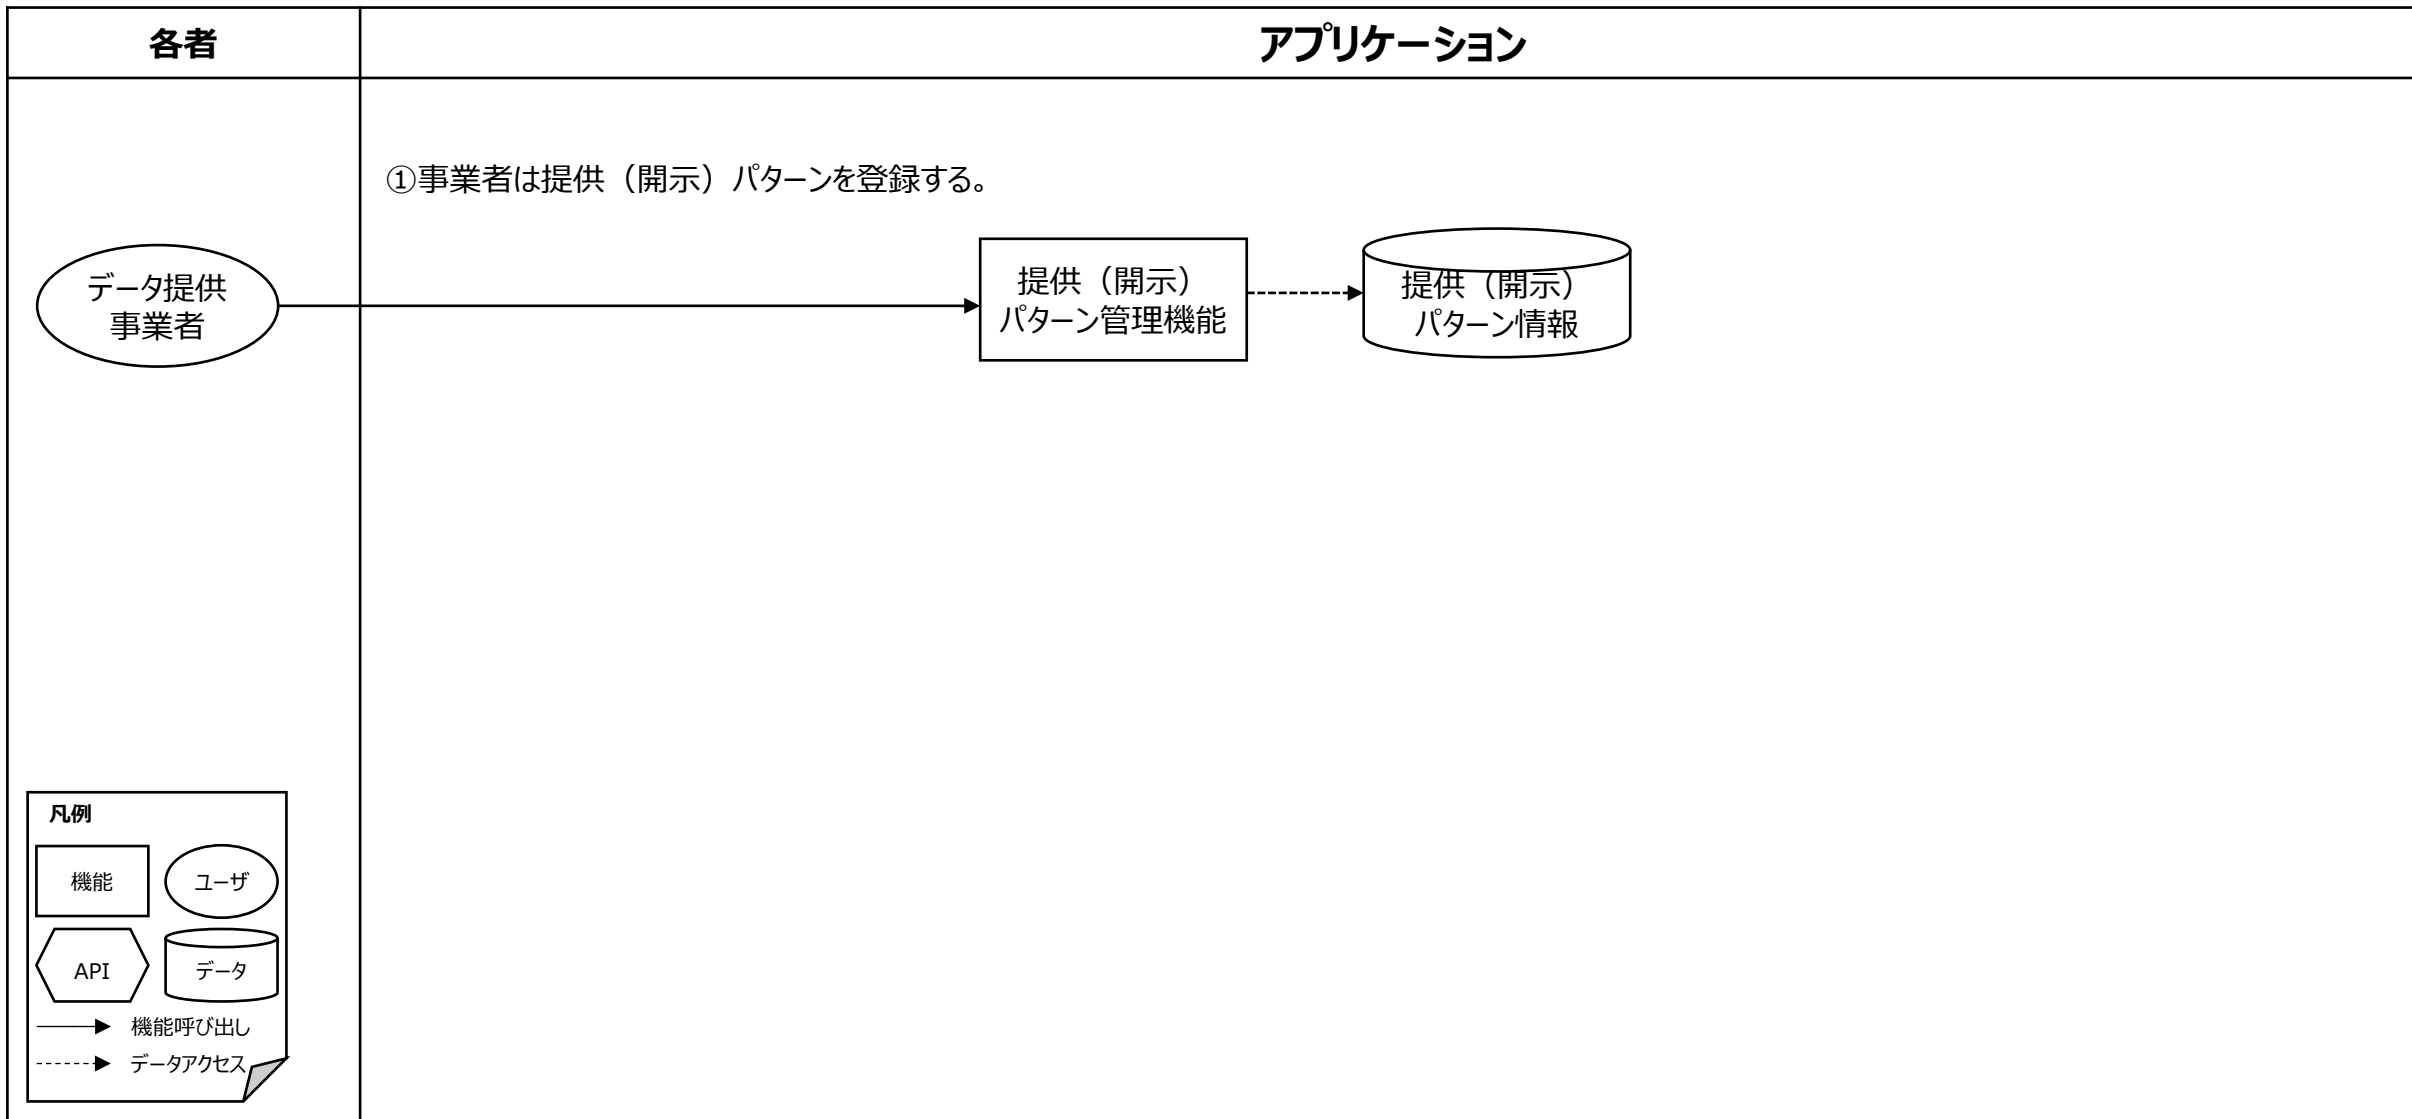 各者
アプリケーション
①事業者は提供（開示）パターンを登録する。
データ提供
事業者
提供（開示）
パターン管理機能
提供（開示）
パターン情報
凡例
機能
ユーザ
API
データ
機能呼び出し
データアクセス